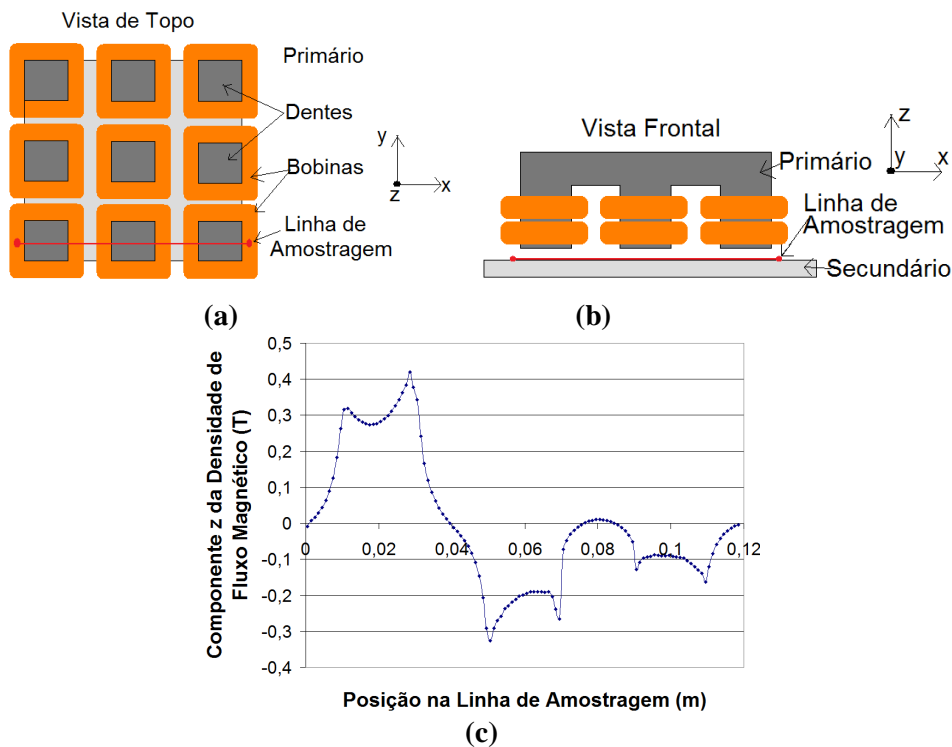 Vista de Topo
Primário
Dentes
Bobinas
Linha de
Amostragem
y
z
x
(a)
Vista Frontal
z
y
x
Primário
Linha de
Amostragem
Secundário
(b)
Componente z da Densidade de
Fluxo Magnético (T)
0,5
0,4
0,3
0,2
0,1
0
-0,1
-0,2
-0,3
-0,4
0
0,02
0,04
0,06
0,08
0,1
0,12
Posição na Linha de Amostragem (m)
(c)